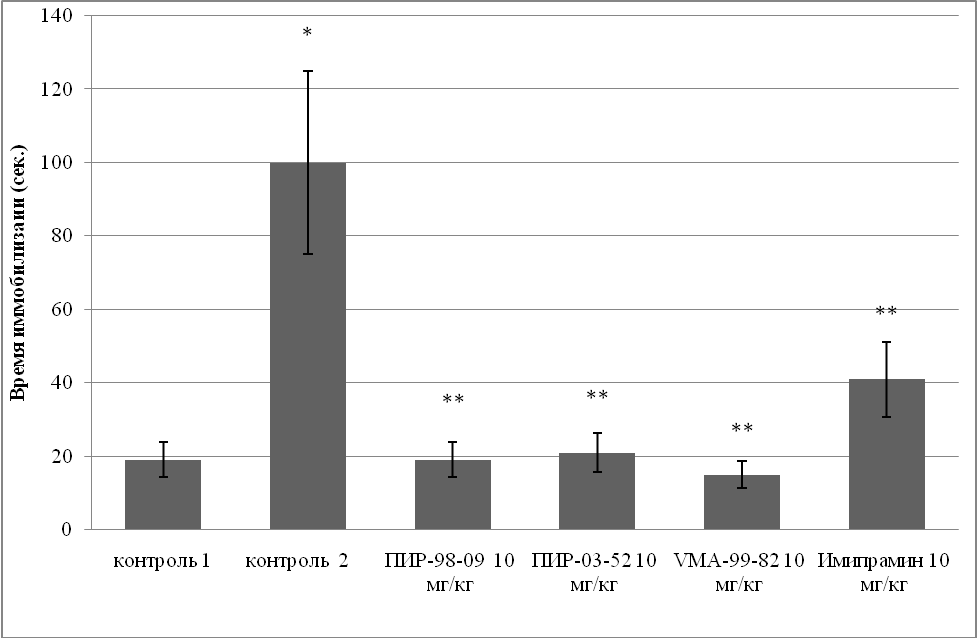 140
*
120
100
80
60
**
40
**
**
**
20
0
Время иммобилизаии (сек.)
контроль 1
контроль 2
ПИР-98-09 10
мг/кг
ПИР-03-52 10
мг/кг
VMA-99-82 10
мг/кг
Имипрамин 10
мг/кг